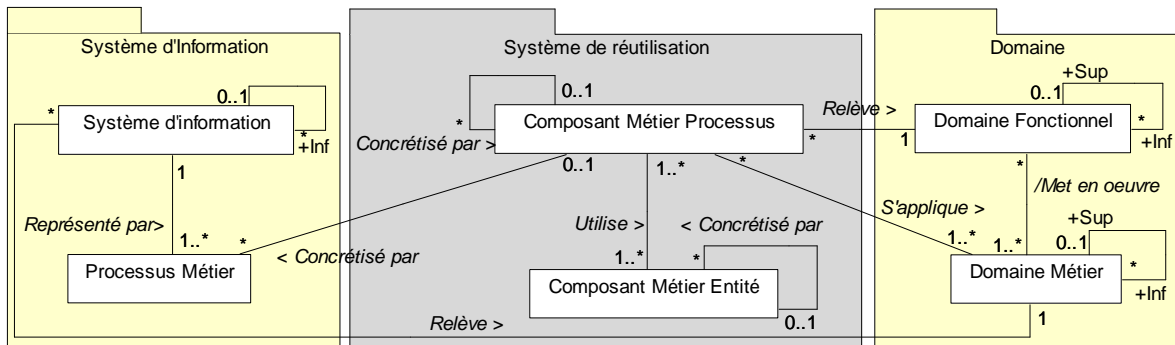 Système d'Information
Système de réutilisation
Domaine
0..1
*
Système d'information
*
+Inf
1
Représenté par>
1..*
Processus Métier
*
< Concrétisé par
0..1
*
Composant Métier Processus
Concrétisé par >
0..1
1..*
*
*
Utilise >
1..*
< Concrétisé par
*
Composant Métier Entité
0..1
Relève >
+Sup
0..1
Relève >
1
Domaine Fonctionnel
*
+Inf
*
/Met en oeuvre
S'applique >
1..*
1..*
+Sup
0..1
Domaine Métier
*
+Inf
1